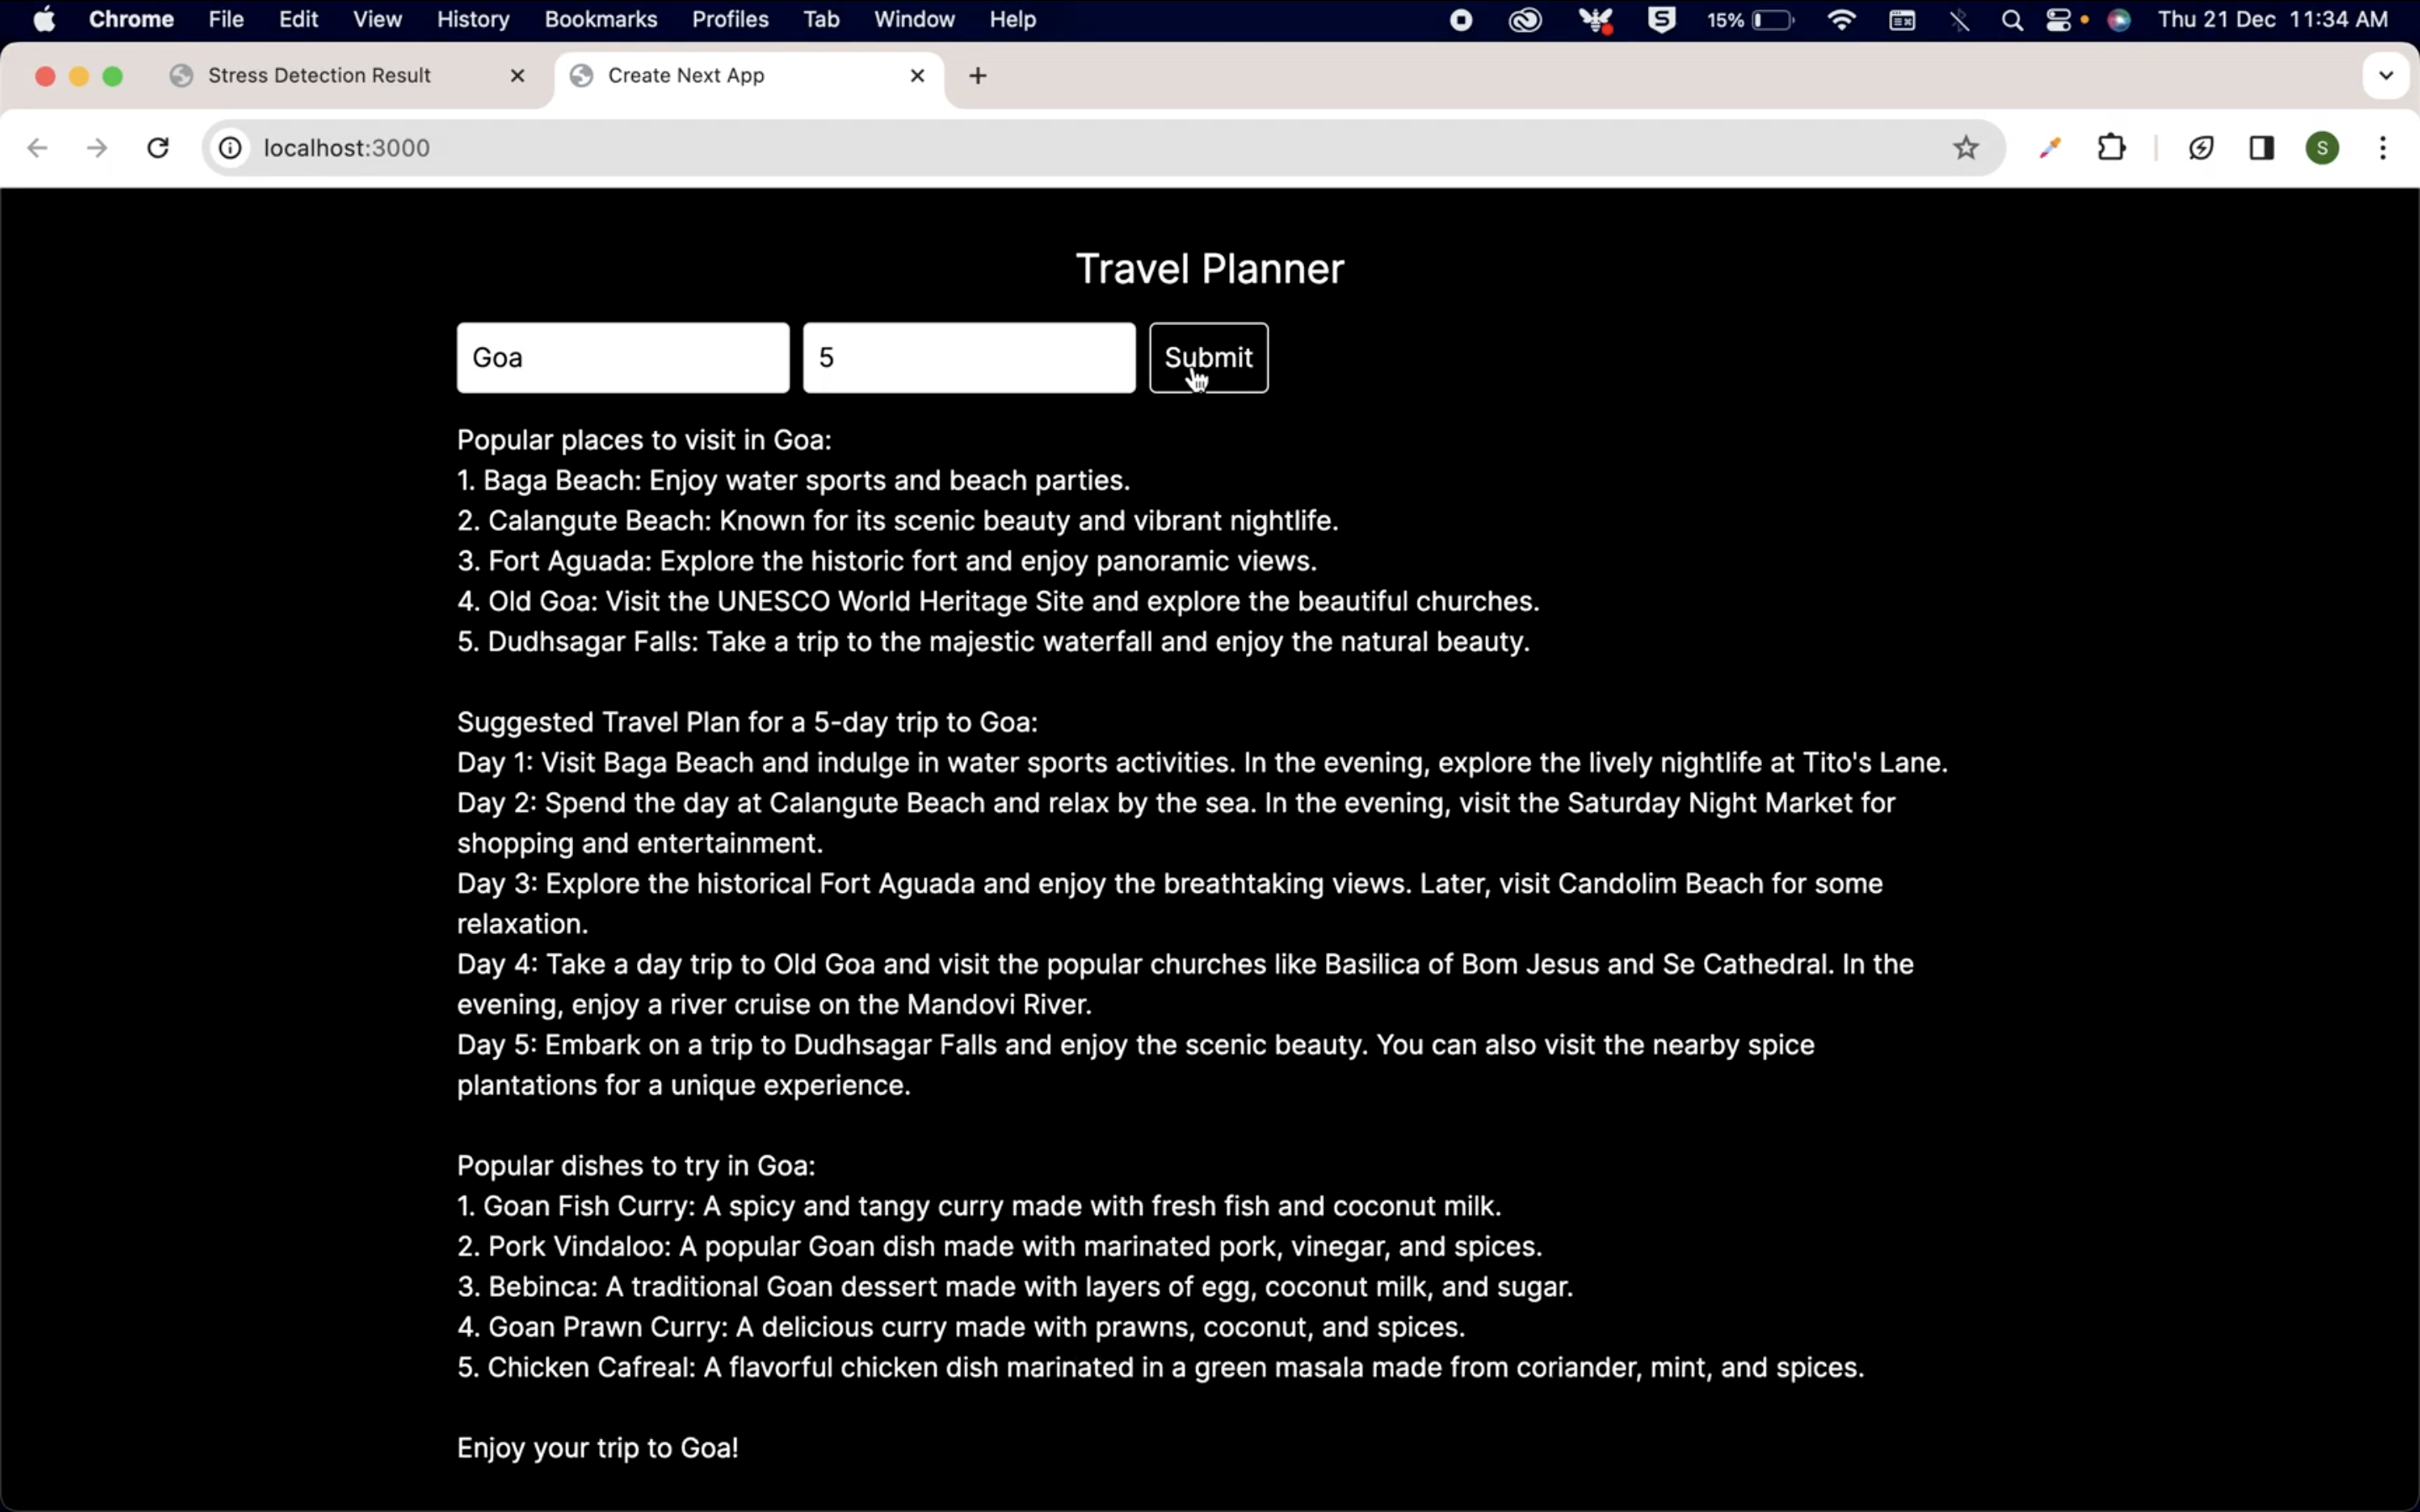 Chrome File Edit View History Bookmarks Profiles Tab Window Help 15% Thu 21 Dec 11:34 AM
Stress Detection Result Create Next App
localhost:3000 S
Travel Planner
Goa 5 Submit
Popular places to visit in Goa:
1. Baga Beach: Enjoy water sports and beach parties.
2. Calangute Beach: Known for its scenic beauty and vibrant nightlife.
3. Fort Aguada: Explore the historic fort and enjoy panoramic views.
4. Old Goa: Visit the UNESCO World Heritage Site and explore the beautiful churches.
5. Dudhsagar Falls: Take a trip to the majestic waterfall and enjoy the natural beauty.
Suggested Travel Plan for a 5-day trip to Goa:
Day 1: Visit Baga Beach and indulge in water sports activities. In the evening, explore the lively nightlife at Tito's Lane.
Day 2: Spend the day at Calangute Beach and relax by the sea. In the evening, visit the Saturday Night Market for
shopping and entertainment.
Day 3: Explore the historical Fort Aguada and enjoy the breathtaking views. Later, visit Candolim Beach for some
relaxation.
Day 4: Take a day trip to Old Goa and visit the popular churches like Basilica of Bom Jesus and Se Cathedral. In the
evening, enjoy a river cruise on the Mandovi River.
Day 5: Embark on a trip to Dudhsagar Falls and enjoy the scenic beauty. You can also visit the nearby spice
plantations for a unique experience.
Popular dishes to try in Goa:
1. Goan Fish Curry: A spicy and tangy curry made with fresh fish and coconut milk.
2. Pork Vindaloo: A popular Goan dish made with marinated pork, vinegar, and spices.
3. Bebinca: A traditional Goan dessert made with layers of egg, coconut milk, and sugar.
4. Goan Prawn Curry: A delicious curry made with prawns, coconut, and spices.
5. Chicken Cafreal: A flavorful chicken dish marinated in a green masala made from coriander, mint, and spices.
Enjoy your trip to Goa!